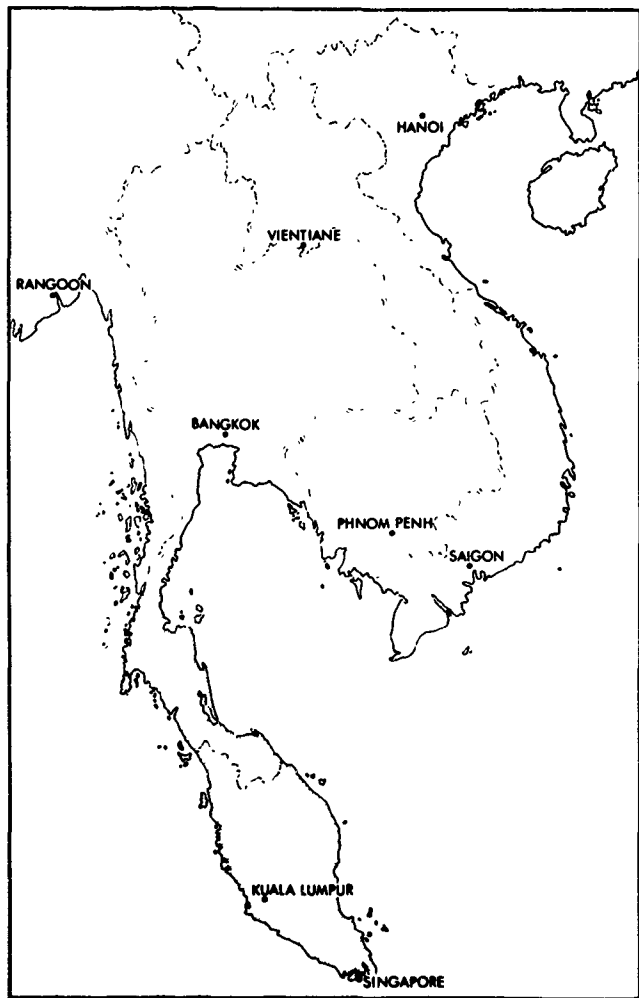 HANOI
VIENTIANE
RANGOON
BANGKOK
PHNOM PENH
SAIGON
KUALA LUMPUR
SINGAPORE